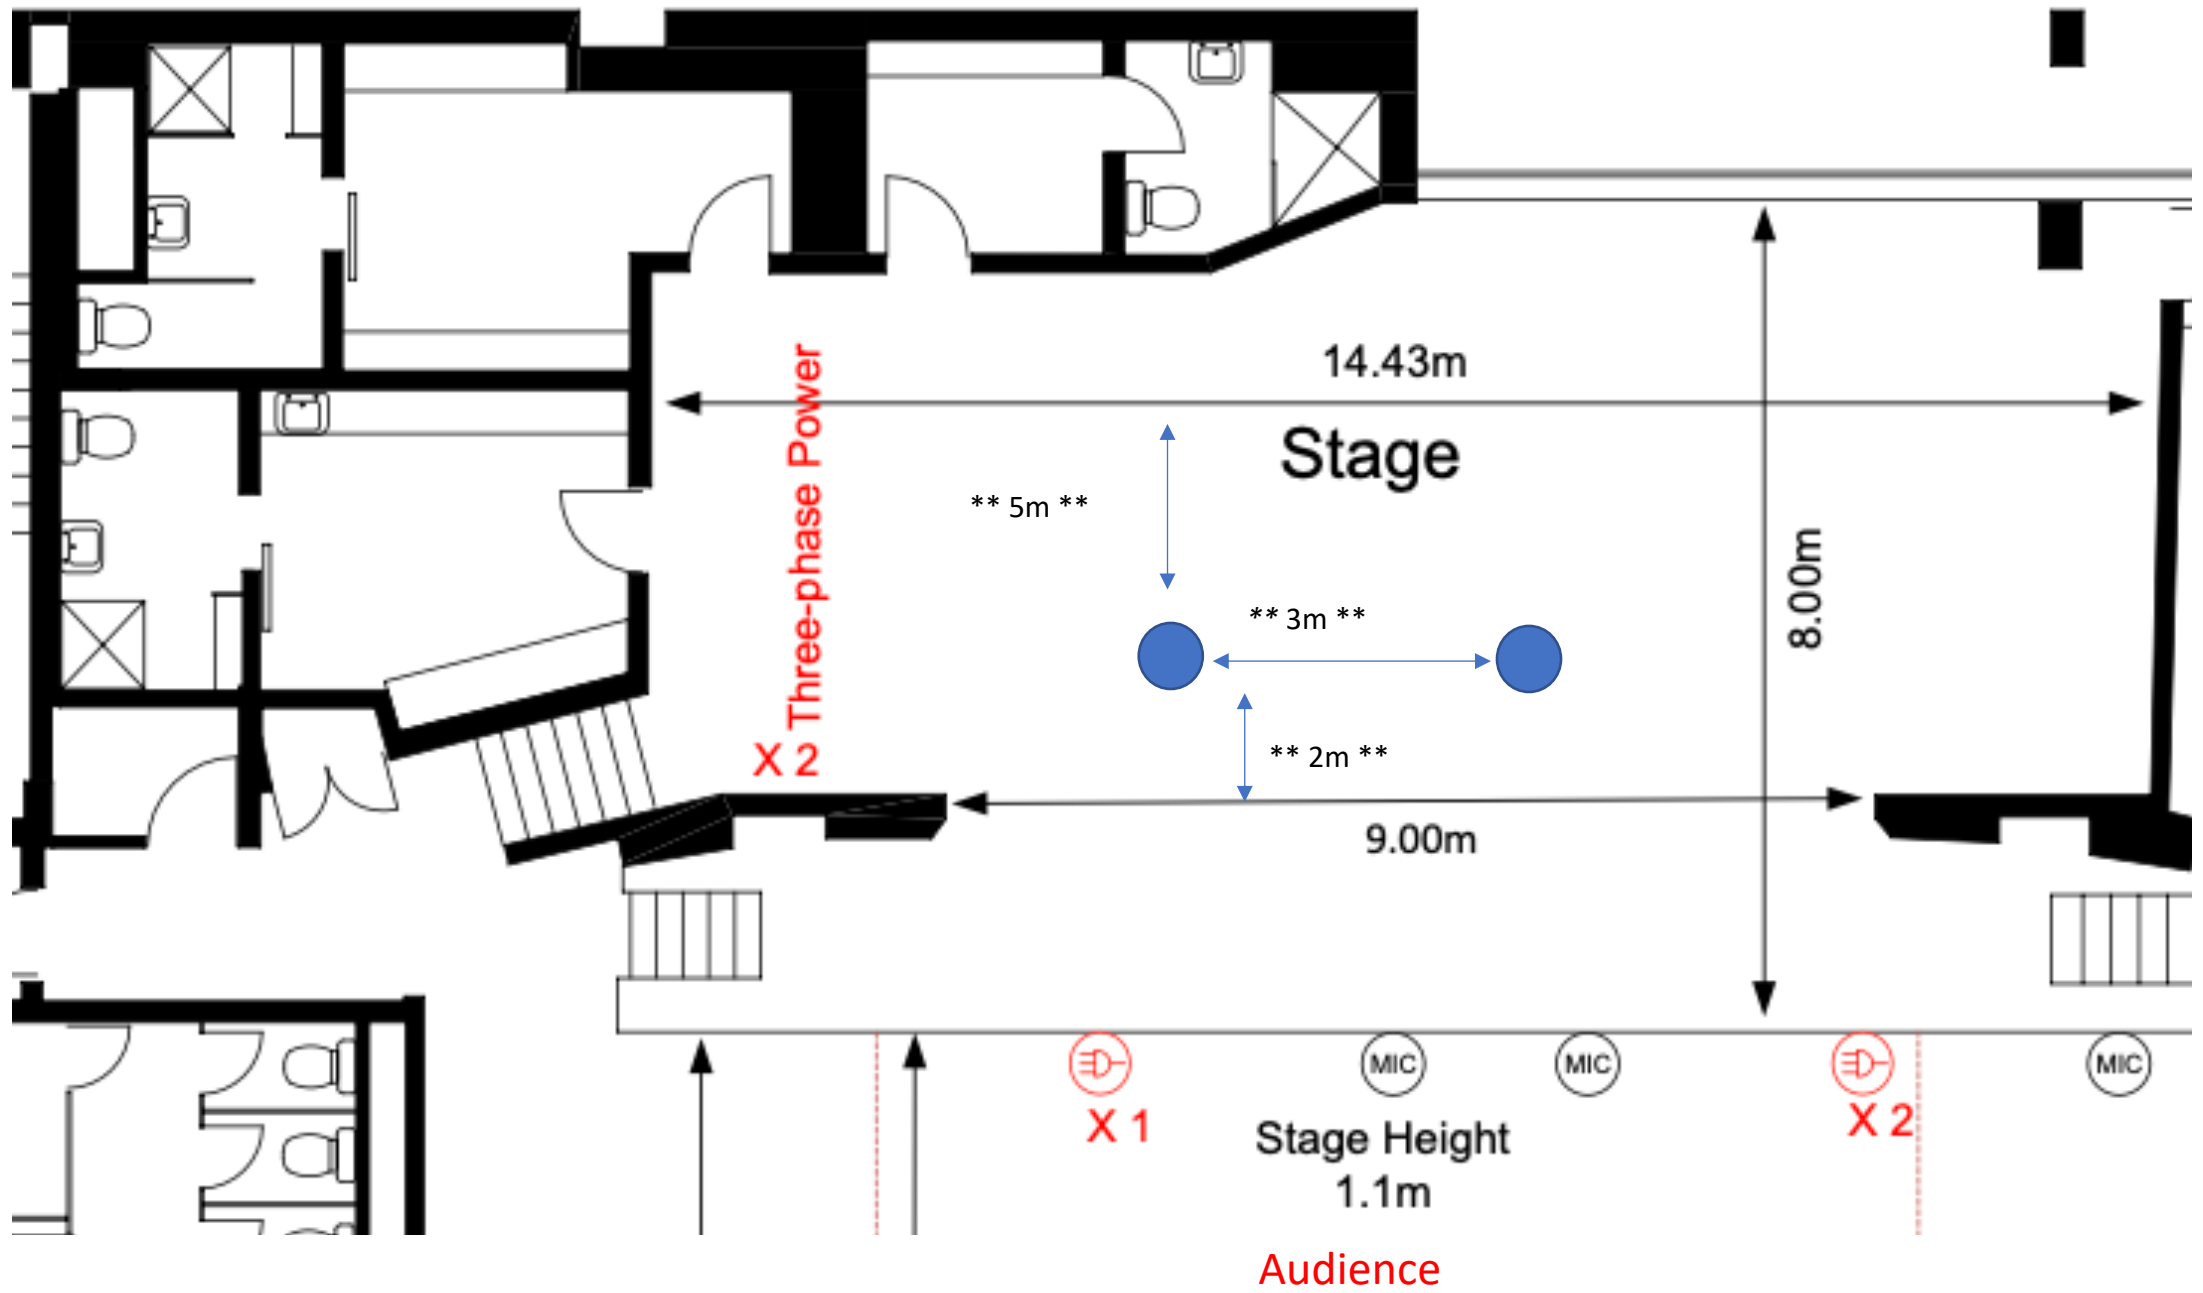 14.43m
Stage
X 2 Three-phase Power
** 5m **
8.00m
** 3m **
** 2m **
9.00m
MIC
MIC
MIC
X 1
X 2
Stage Height
1.1m
Audience